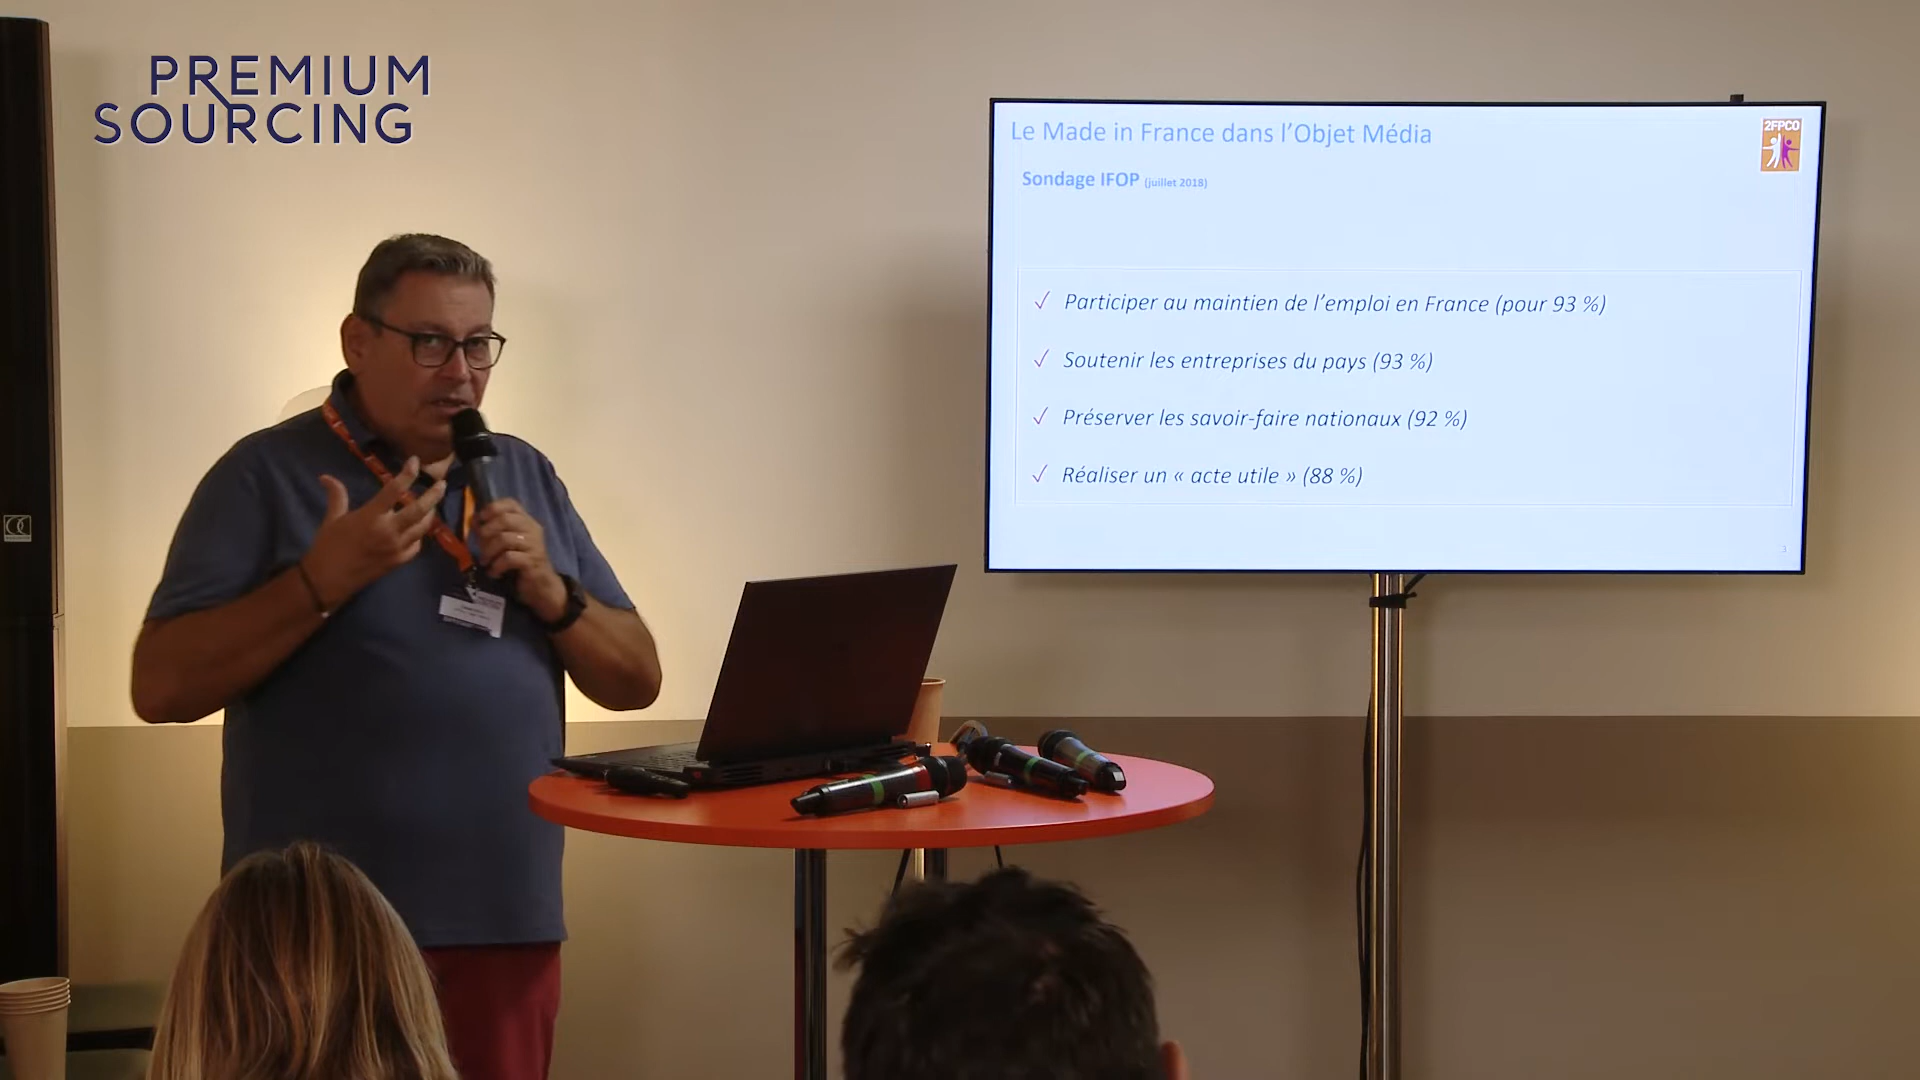 PREMIUM
SOURCING
Le Made in France dans l'Objet Média
2FPCO
Sondage IFOP (juillet 2018)
✓ Participer au maintien de l'emploi en France (pour 93 %)
✓ Soutenir les entreprises du pays (93 %)
✓ Préserver les savoir-faire nationaux (92 %)
✓ Réaliser un « acte utile » (88 %)
3